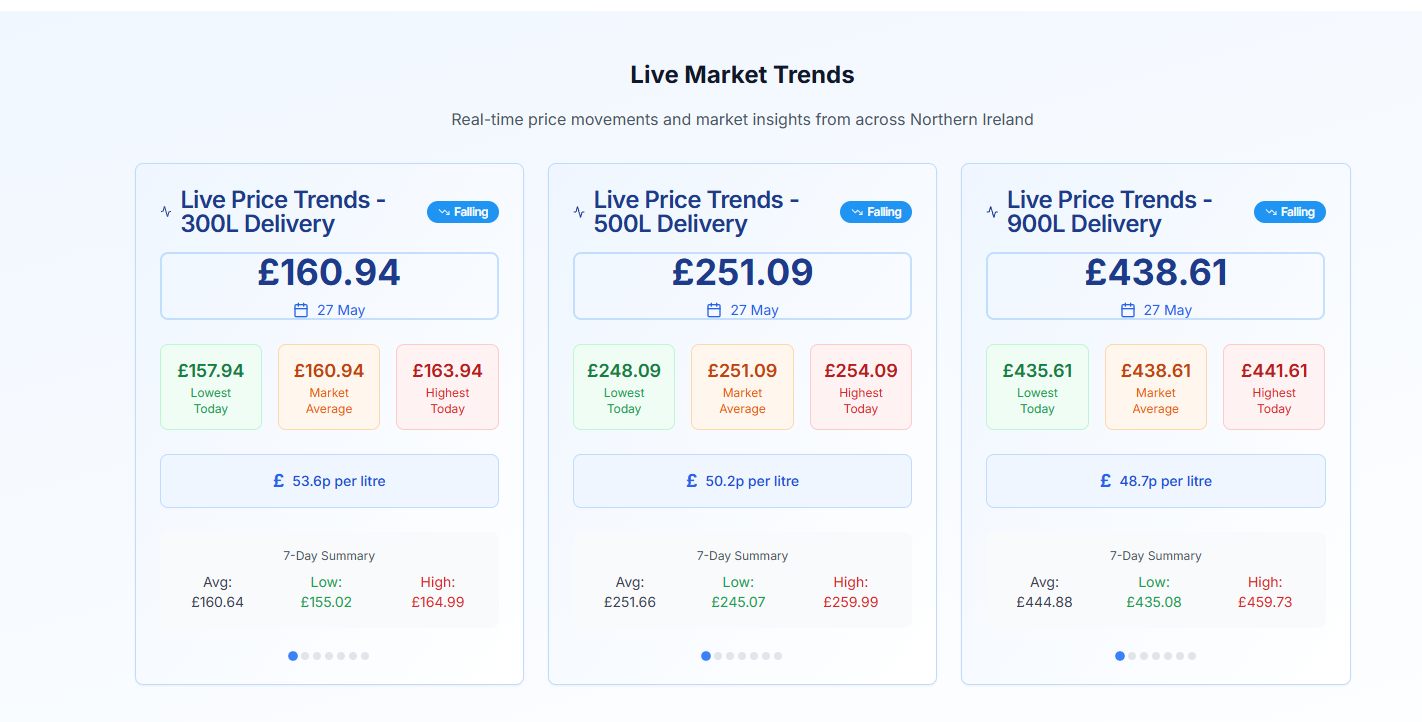 Live Market Trends
Real-time price movements and market insights from across Northern Ireland
Live Price Trends -
300L Delivery
Falling
£160.94
27 May
£157.94
Lowest
Today
£160.94
Market
Average
£163.94
Highest
Today
£ 53.6p per litre
7-Day Summary
Avg:
£160.64
Low:
£155.02
High:
£164.99
Live Price Trends -
500L Delivery
Falling
£251.09
27 May
£248.09
Lowest
Today
£251.09
Market
Average
£254.09
Highest
Today
£ 50.2p per litre
7-Day Summary
Avg:
£251.66
Low:
£245.07
High:
£259.99
Live Price Trends -
900L Delivery
Falling
£438.61
27 May
£435.61
Lowest
Today
£438.61
Market
Average
£441.61
Highest
Today
£ 48.7p per litre
7-Day Summary
Avg:
£444.88
Low:
£435.08
High:
£459.73